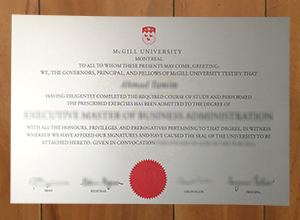 McGILL UNIVERSITY
MONTREAL
TO ALL TO WHOM THESE PRESENTS MAY COME, GREETING:
WE, THE GOVERNORS, PRINCIPAL, AND FELLOWS OF McGILL UNIVERSITY TESTIFY THAT
HAVING DILIGENTLY COMPLETED THE REQUIRED COURSE OF STUDY AND PERFORMED
THE PRESCRIBED EXERCISES HAS BEEN ADMITTED TO THE DEGREE OF
EXECUTIVE MASTER OF BUSINESS ADMINISTRATION
WITH ALL THE HONOURS, PRIVILEGES, AND PREROGATIVES PERTAINING TO THAT DEGREE, IN WITNESS
WHEREOF WE HAVE AFFIXED OUR SIGNATURES AND HAVE CAUSED THE SEAL OF THE UNIVERSITY TO BE
ATTACHED HERETO, GIVEN IN CONVOCATION
DEAN REGISTRAR CHANCELLOR PRINCIPAL